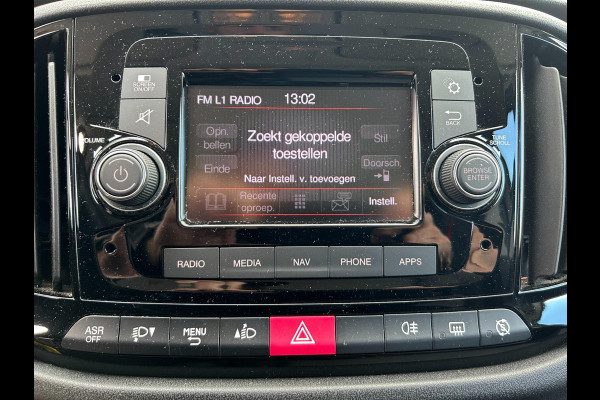 SCREEN
ON/OFF
FM L1 RADIO 13:02
BACK
VOLUME
TUNE
SCROLL
Opn.
bellen
Zoekt gekoppelde
toestellen
Stil
Einde
Doorsch.
Naar Instell. v. toevoegen
BROWSE
ENTER
Recente
oproep.
Instell.
RADIO MEDIA NAV PHONE APPS
ASR
OFF
MENU